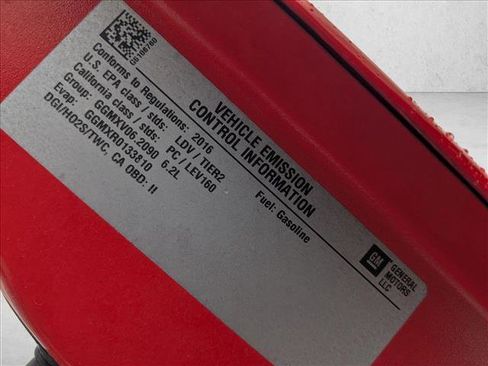 06106760
VEHICLE EMISSION
CONTROL INFORMATION
Conforms to Regulations: 2016
U.S. EPA class / stds: LDV / TIER2
California class / stds: PC / LEV160
Group: GGMXV06.2090 6.2L
Evap: GGMXR0133810
DGI/HO2S/TWC, CA OBD: II
Fuel: Gasoline
GM
GENERAL
MOTORS
LLC